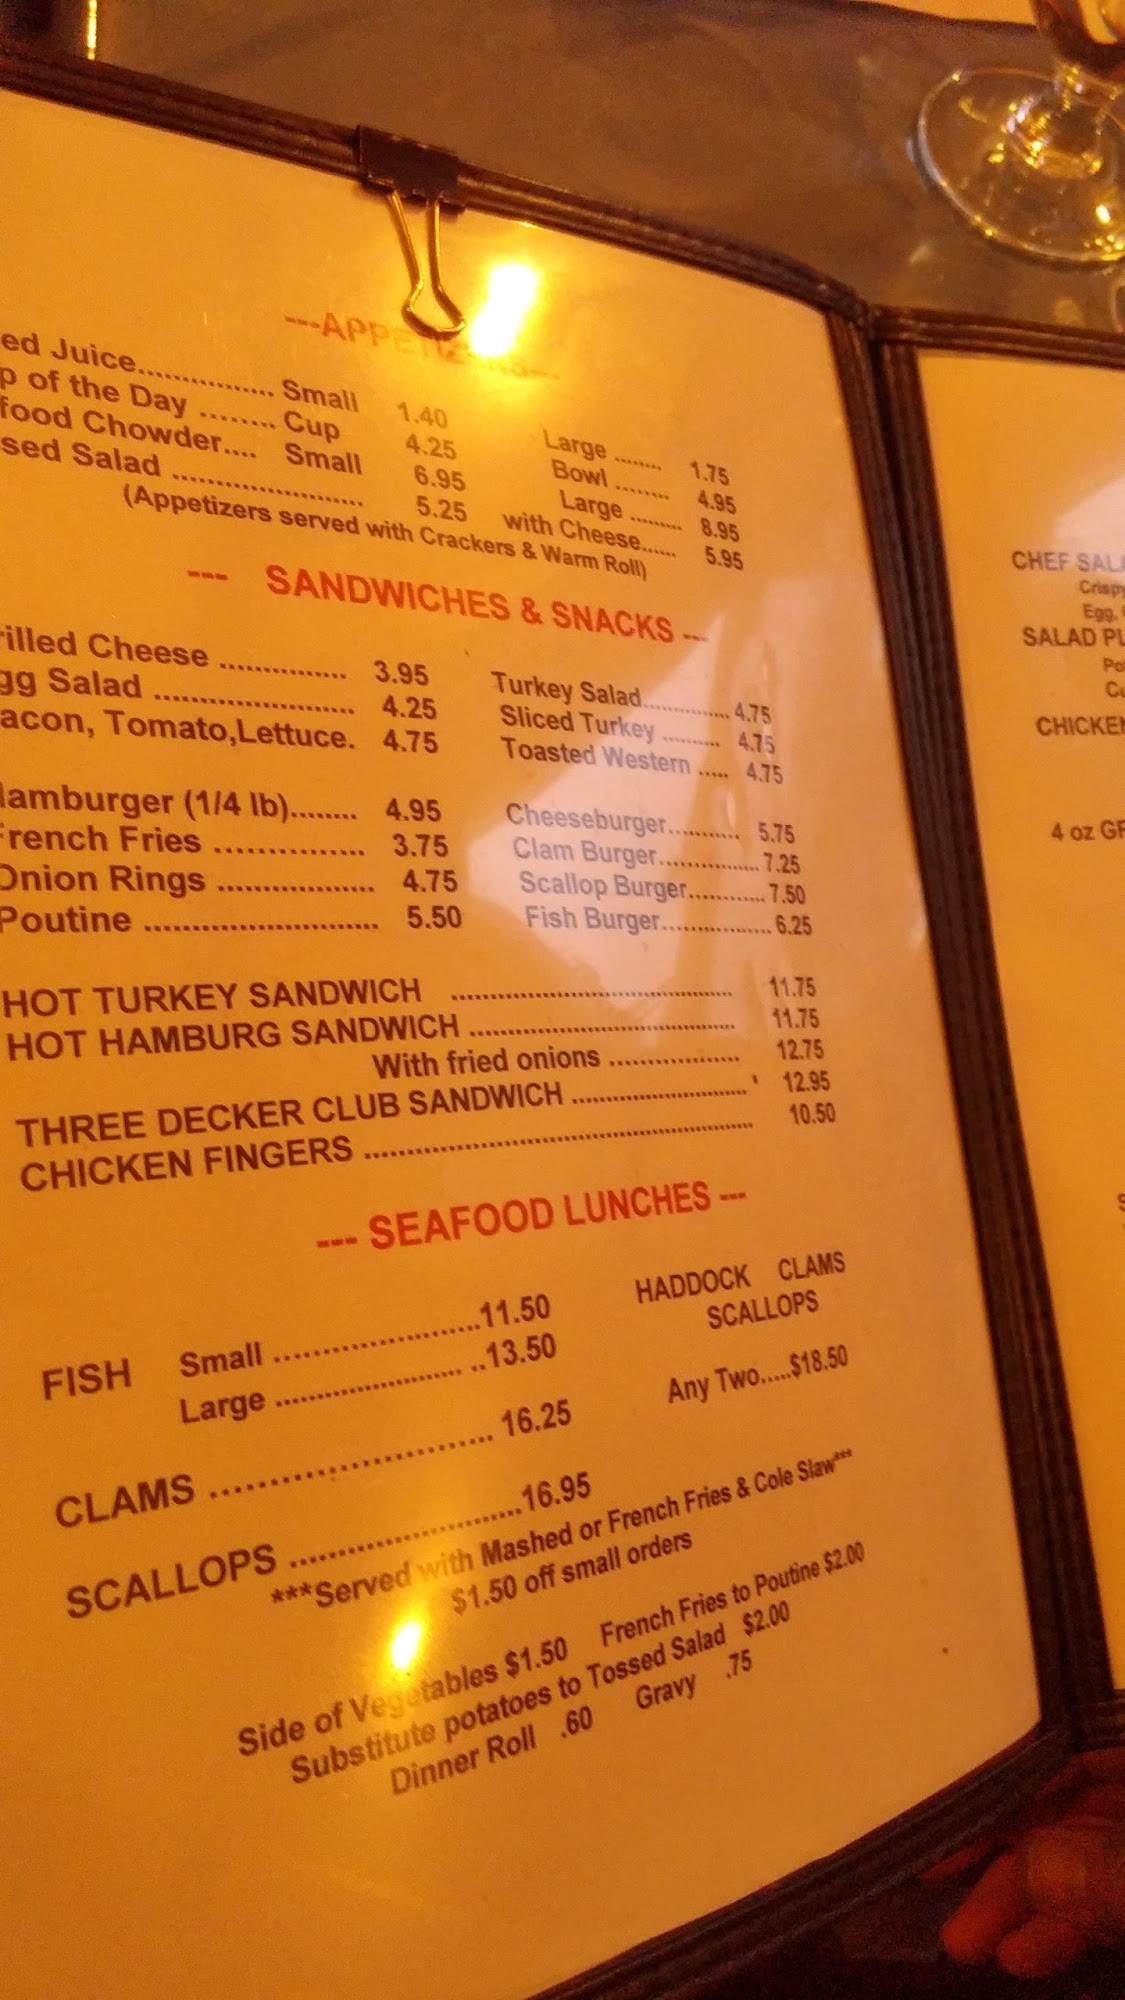 ---APPETIZERS---
ed Juice................ Small 1.40 Large ........ 1.75
p of the Day ........ Cup 4.25 Bowl ........ 4.95
food Chowder.... Small 6.95 Large ......... 8.95
sed Salad ...................... 5.25 with Cheese...... 5.95
(Appetizers served with Crackers & Warm Roll)
--- SANDWICHES & SNACKS ---
rilled Cheese .............. 3.95 Turkey Salad............... 4.75
gg Salad ...................... 4.25 Sliced Turkey .......... 4.75
acon, Tomato,Lettuce. 4.75 Toasted Western ..... 4.75
Hamburger (1/4 lb)........ 4.95 Cheeseburger............ 5.75
French Fries ................ 3.75 Clam Burger................. 7.25
Onion Rings ................... 4.75 Scallop Burger............ 7.50
Poutine .......................... 5.50 Fish Burger.................. 6.25
HOT TURKEY SANDWICH ...................................... 11.75
HOT HAMBURG SANDWICH .................................... 11.75
With fried onions .................. 12.75
THREE DECKER CLUB SANDWICH ........................... 12.95
CHICKEN FINGERS .................................................... 10.50
--- SEAFOOD LUNCHES ---
FISH Small .......................11.50 HADDOCK CLAMS
Large ........................ ..13.50 SCALLOPS
CLAMS ........................... 16.25 Any Two.....$18.50
SCALLOPS ..........................16.95
***Served with Mashed or French Fries & Cole Slaw***
$1.50 off small orders
Side of Vegetables $1.50 French Fries to Poutine $2.00
Substitute potatoes to Tossed Salad $2.00
Dinner Roll .60 Gravy .75
CHEF SALA
Crispy
Egg,
SALAD PL
Po
CHICKEN
4 oz GR